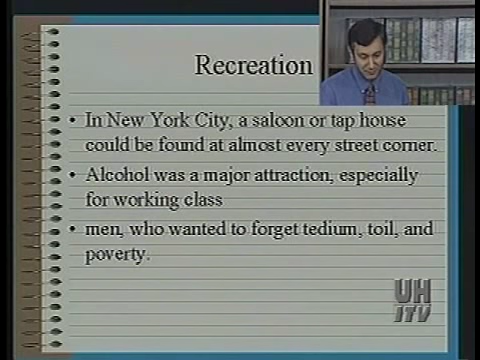 Recreation
• In New York City, a saloon or tap house
could be found at almost every street corner.
• Alcohol was a major attraction, especially
for working class
• men, who wanted to forget tedium, toil, and
poverty.
UH
ITV